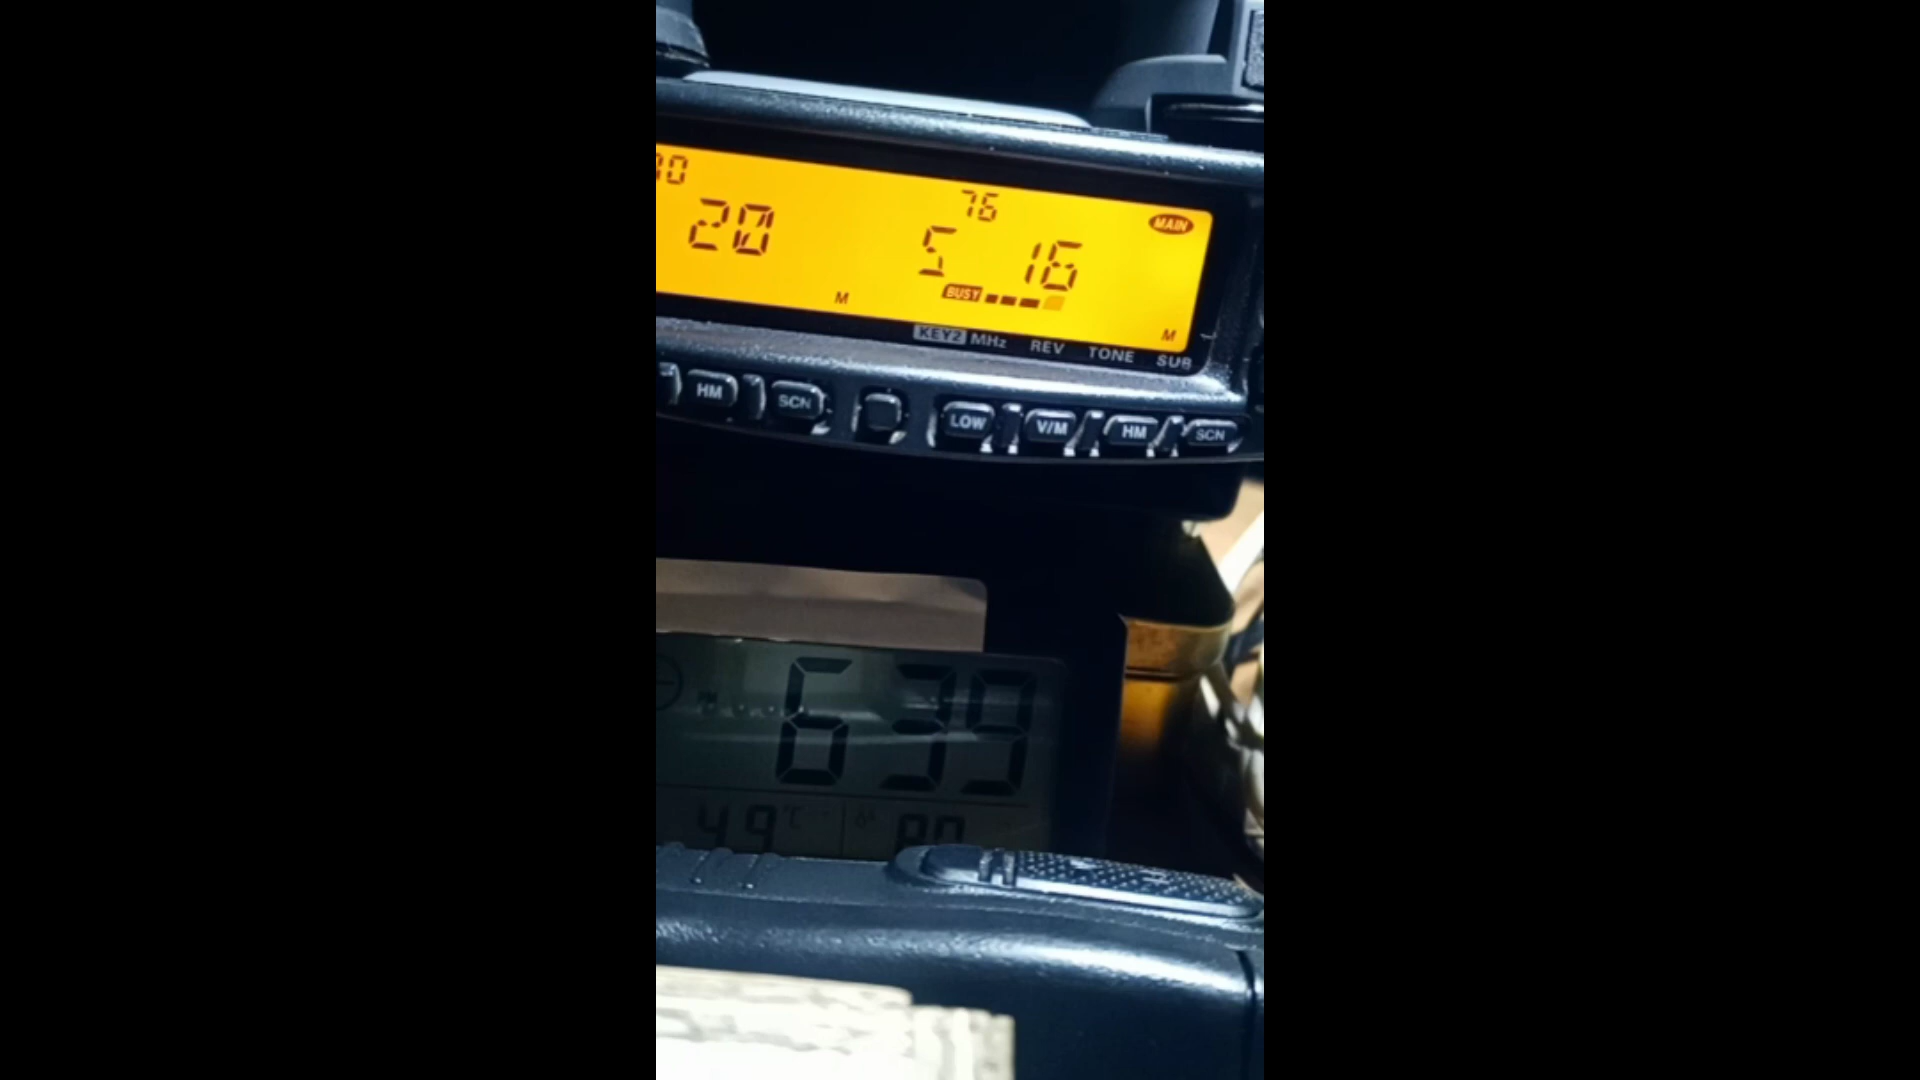 76
MAIN
20
5 16
BUSY
M
M
KEY2 MHz REV TONE SUB
HM SCN LOW V/M HM SCN
6 39
49 °C